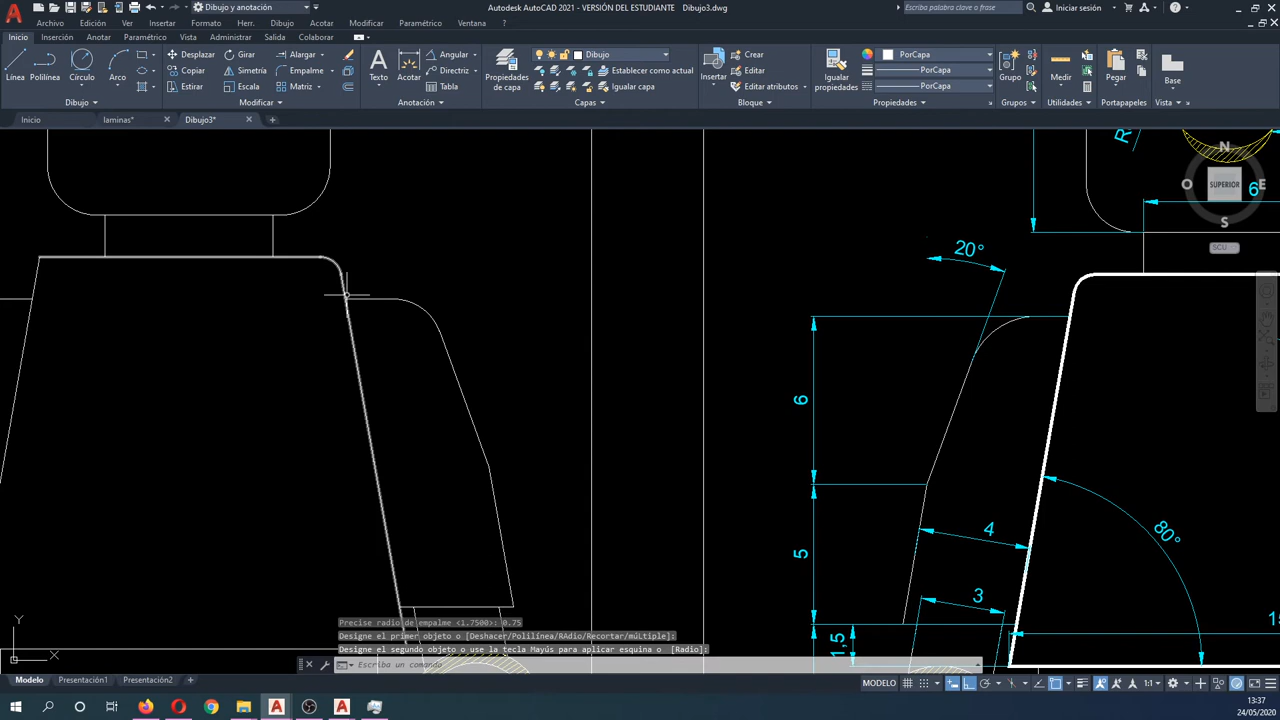 Dibujo y anotación
Autodesk AutoCAD 2021 - VERSIÓN DEL ESTUDIANTE Dibujo3.dwg
Escriba palabra clave o frase
Iniciar sesión
Archivo Edición Ver Insertar Formato Herr. Dibujo Acotar Modificar Paramétrico Ventana
Inicio Inserción Anotar Paramétrico Vista Administrar Salida Colaborar
Línea Polilínea Círculo Arco
Desplazar Girar Alargar
Copiar Simetría Empalme
Estirar Escala Matriz
Texto Acotar
Angular
Directriz
Tabla
Propiedades de capa
Dibujo
Establecer como actual
Igualar capa
Insertar
Crear
Editar
Editar atributos
Igualar propiedades
PorCapa
PorCapa
PorCapa
Grupo Medir Pegar Base
Dibujo Modificar Anotación Capas Bloque Propiedades Grupos Utilidades Portapapeles Vista
Inicio laminas* Dibujo3*
R
N
O SUPERIOR E
S
SCU
6
20°
6
4
80°
5
3
1,5
15
Precise radio de empalme <1.7500>: 0.75
Designe el primer objeto o [Deshacer/Polilínea/RAdio/Recortar/múLtiple]:
Designe el segundo objeto o use la tecla Mayús para aplicar esquina o [Radio]:
Escriba un comando
Y
X
Modelo Presentación1 Presentación2
MODELO
1:1
13:37
24/05/2020